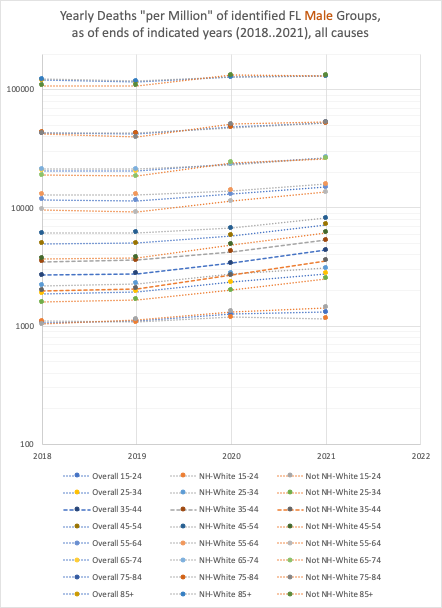 Yearly Deaths "per Million" of identified FL Male Groups,
as of ends of indicated years (2018..2021), all causes
100000
10000
1000
100
2018 2019 2020 2021 2022
Overall 15-24 NH-White 15-24 Not NH-White 15-24
Overall 25-34 NH-White 25-34 Not NH-White 25-34
Overall 35-44 NH-White 35-44 Not NH-White 35-44
Overall 45-54 NH-White 45-54 Not NH-White 45-54
Overall 55-64 NH-White 55-64 Not NH-White 55-64
Overall 65-74 NH-White 65-74 Not NH-White 65-74
Overall 75-84 NH-White 75-84 Not NH-White 75-84
Overall 85+ NH-White 85+ Not NH-White 85+